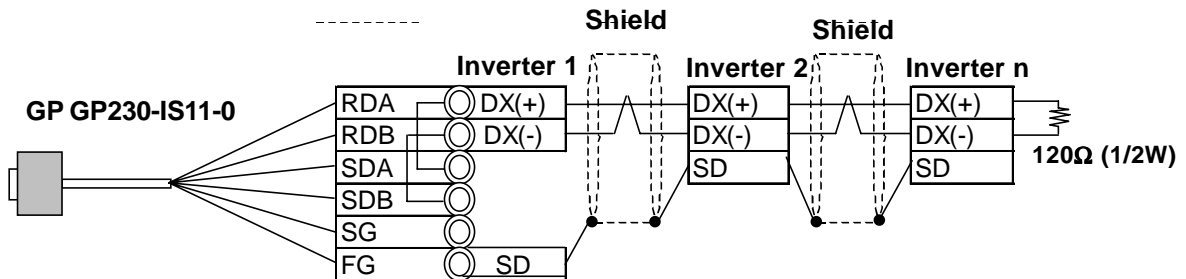 Shield
Shield
Inverter 1
Inverter 2
Inverter n
GP GP230-IS11-0
RDA DX(+) DX(+) DX(+)
RDB DX(-) DX(-) DX(-)
SDA SD SD
120Ω (1/2W)
SDB
SG
FG SD